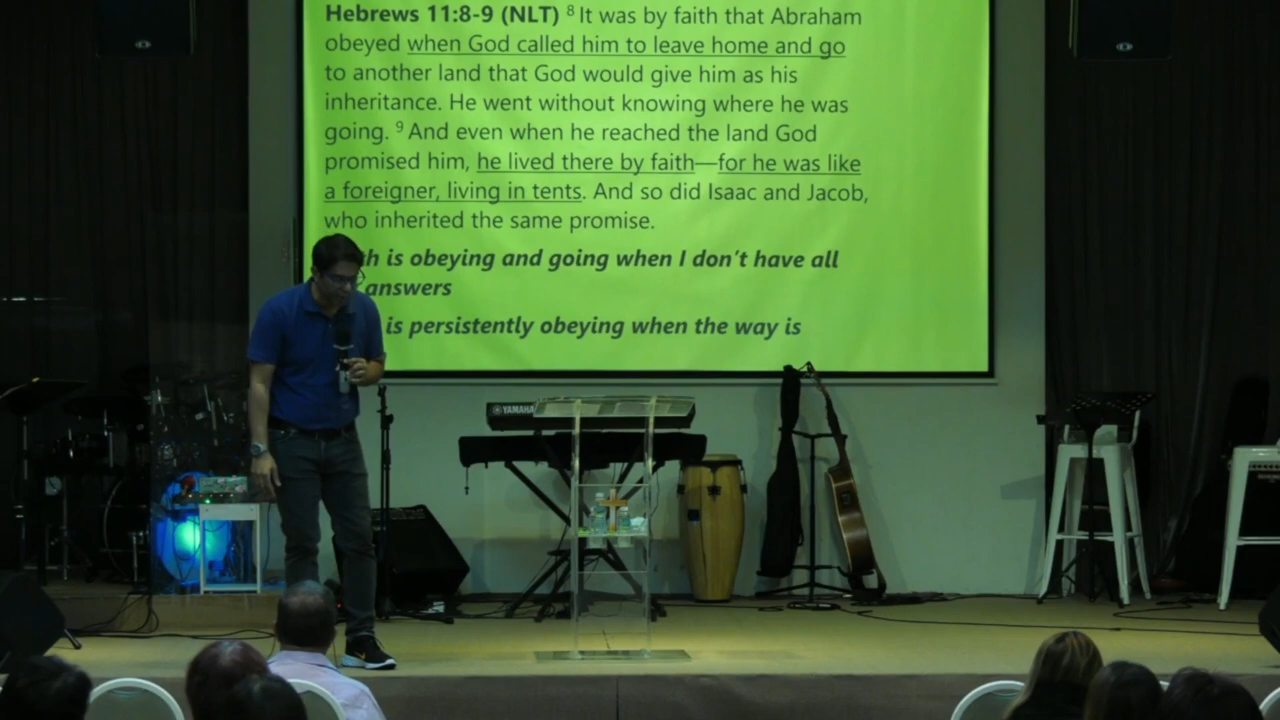 Hebrews 11:8-9 (NLT) 8 It was by faith that Abraham
obeyed when God called him to leave home and go
to another land that God would give him as his
inheritance. He went without knowing where he was
going. 9 And even when he reached the land God
promised him, he lived there by faith—for he was like
a foreigner, living in tents. And so did Isaac and Jacob,
who inherited the same promise.
h is obeying and going when I don't have all
answers
is persistently obeying when the way is
YAMAHA